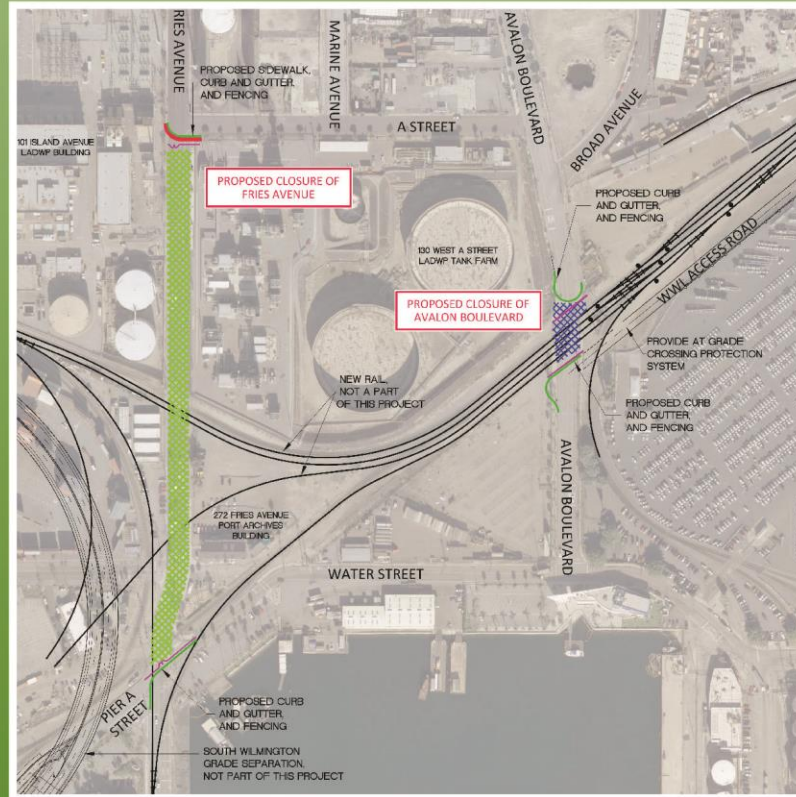 FRIES AVENUE
PROPOSED SIDEWALK,
CURB AND GUTTER,
AND FENCING
MARINE AVENUE
AVALON BOULEVARD
BROAD AVENUE
A STREET
101 ISLAND AVENUE
LADWP BUILDING
PROPOSED CLOSURE OF
FRIES AVENUE
PROPOSED CURB
AND GUTTER,
AND FENCING
130 WEST A STREET
LADWP TANK FARM
WWL ACCESS ROAD
PROPOSED CLOSURE OF
AVALON BOULEVARD
PROVIDE AT GRADE
CROSSING PROTECTION
SYSTEM
NEW RAIL,
NOT A PART
OF THIS PROJECT
PROPOSED CURB
AND GUTTER,
AND FENCING
AVALON BOULEVARD
272 FRIES AVENUE
PORT ARCHIVES
BUILDING
WATER STREET
PIER A
STREET
PROPOSED CURB
AND GUTTER,
AND FENCING
SOUTH WILMINGTON
GRADE SEPARATION,
NOT PART OF THIS PROJECT